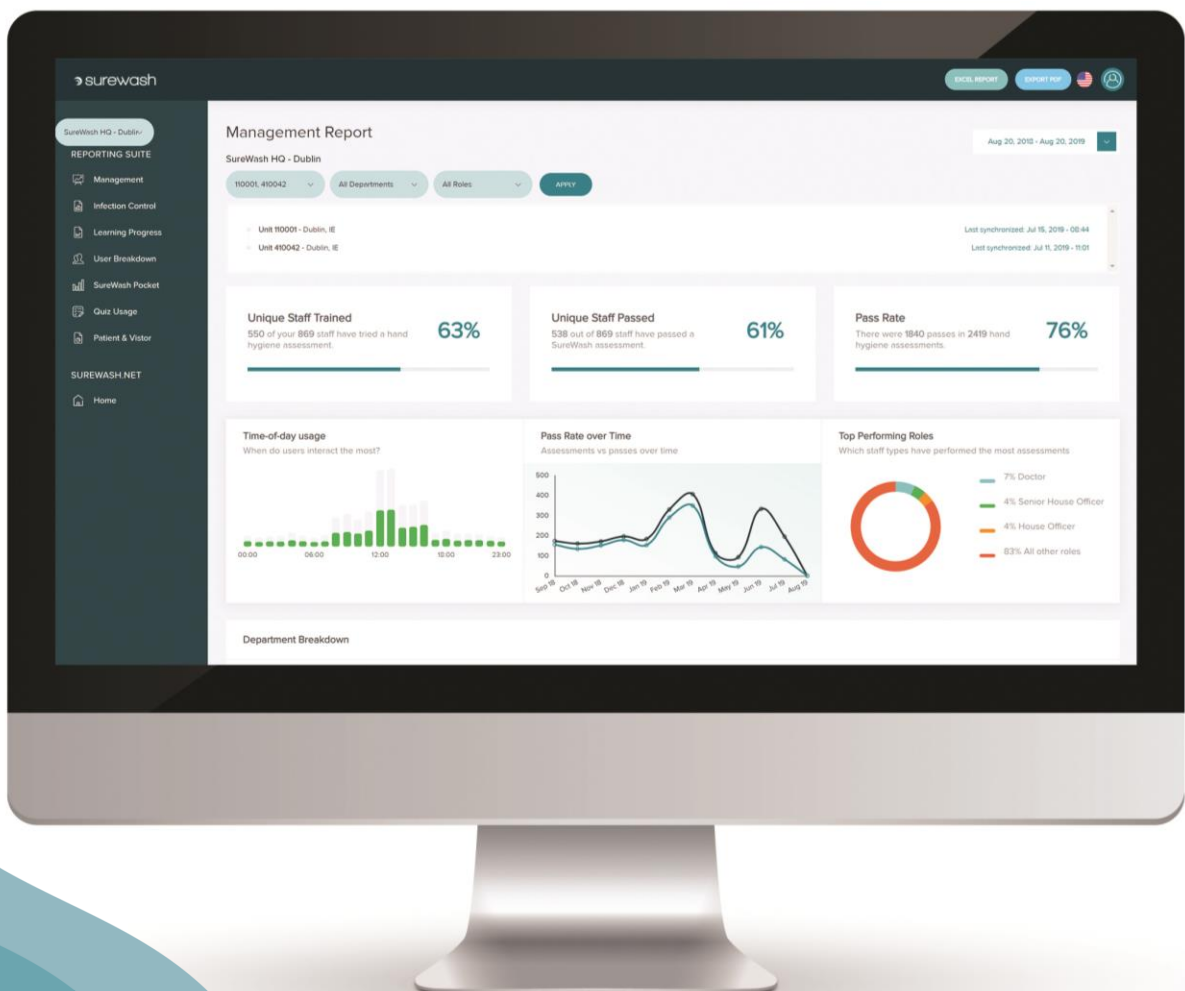 surewash
EXCEL REPORT
EXPORT PDF
SureWash HQ - Dublin
REPORTING SUITE
Management
Infection Control
Learning Progress
User Breakdown
SureWash Pocket
Quiz Usage
Patient & Vistor
SUREWASH.NET
Home
Management Report
Aug 20, 2018 - Aug 20, 2019
SureWash HQ - Dublin
110001, 410042
All Departments
All Roles
APPLY
Unit 110001 - Dublin, IE
Last synchronized: Jul 15, 2019 - 08:44
Unit 410042 - Dublin, IE
Last synchronized: Jul 11, 2019 - 11:01
Unique Staff Trained
550 of your 869 staff have tried a hand
hygiene assessment.
63%
Unique Staff Passed
538 out of 869 staff have passed a
SureWash assessment.
61%
Pass Rate
There were 1840 passes in 2419 hand
hygiene assessments.
76%
Time-of-day usage
When do users interact the most?
00:00 06:00 12:00 18:00 23:00
Pass Rate over Time
Assessments vs passes over time
500
400
300
200
100
0
Sep 18 Oct 18 Nov 18 Dec 18 Jan 19 Feb 19 Mar 19 Apr 19 May 19 Jun 19 Jul 19 Aug 19
Top Performing Roles
Which staff types have performed the most assessments
7% Doctor
4% Senior House Officer
4% House Officer
83% All other roles
Department Breakdown